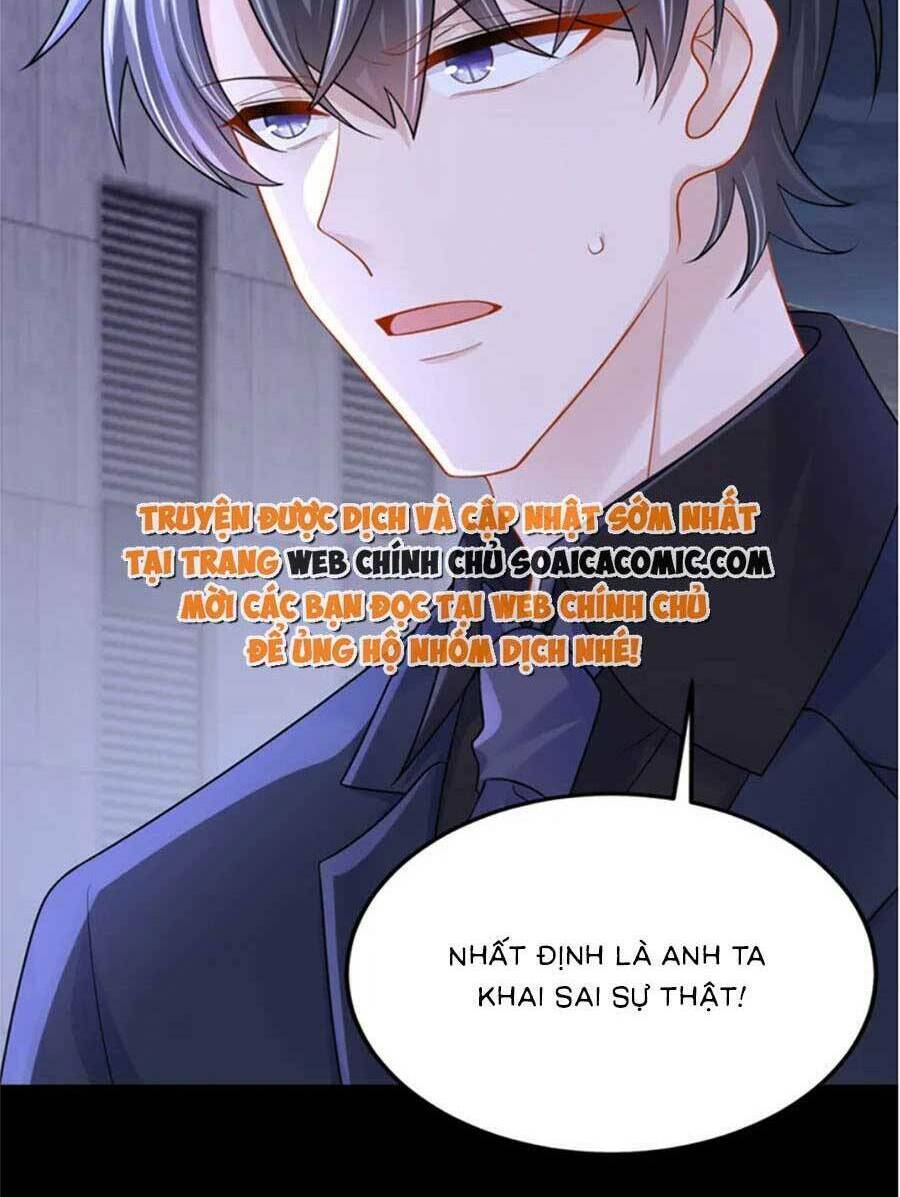 TRUYỆN ĐƯỢC DỊCH VÀ CẬP NHẬT SỚM NHẤT
TẠI TRANG WEB CHÍNH CHỦ SOAICACOMIC.COM
MỜI CÁC BẠN ĐỌC TẠI WEB CHÍNH CHỦ
ĐỂ ỦNG HỘ NHÓM DỊCH NHÉ!
NHẤT ĐỊNH LÀ ANH TA
KHAI SAI SỰ THẬT!